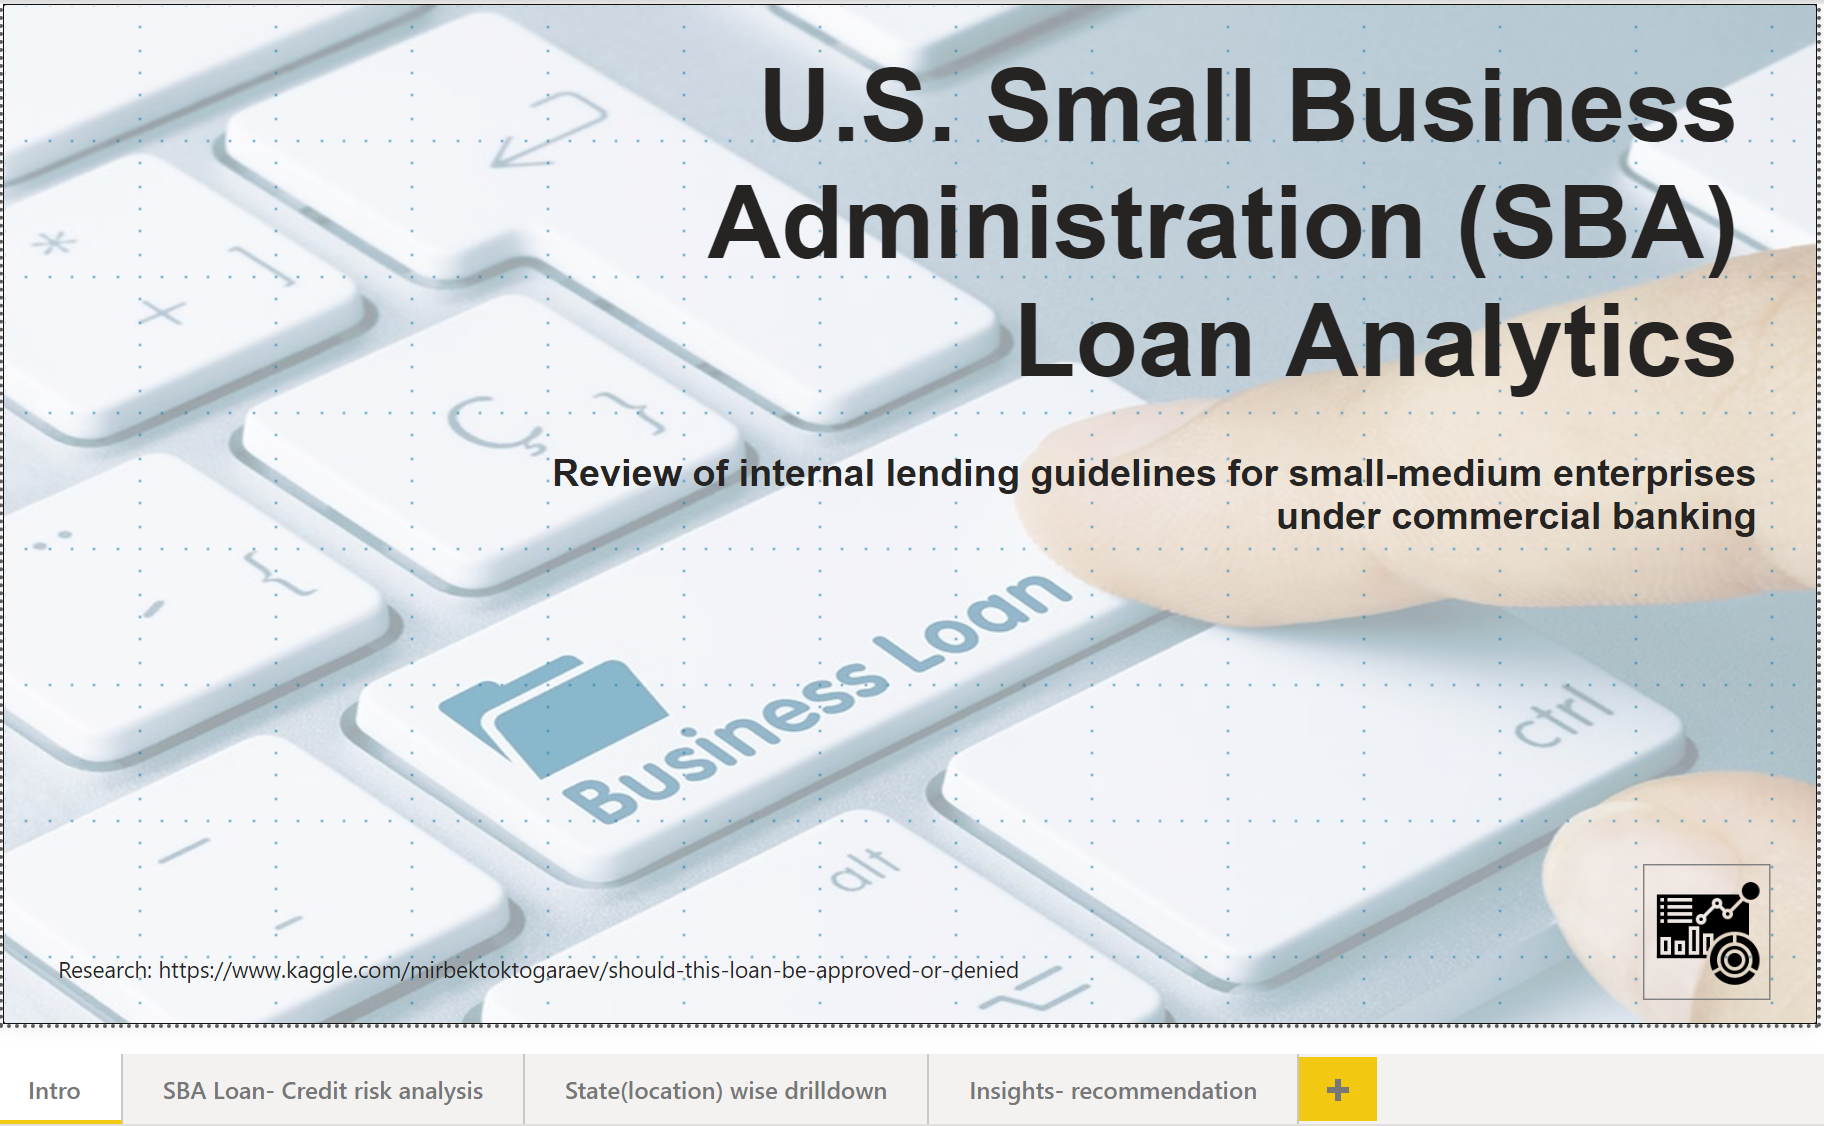 U.S. Small Business
Administration (SBA)
Loan Analytics
Review of internal lending guidelines for small-medium enterprises
under commercial banking
Business Loan
ctrl
alt
Research: https://www.kaggle.com/mirbektoktogaraev/should-this-loan-be-approved-or-denied
Intro
SBA Loan- Credit risk analysis
State(location) wise drilldown
Insights- recommendation
+